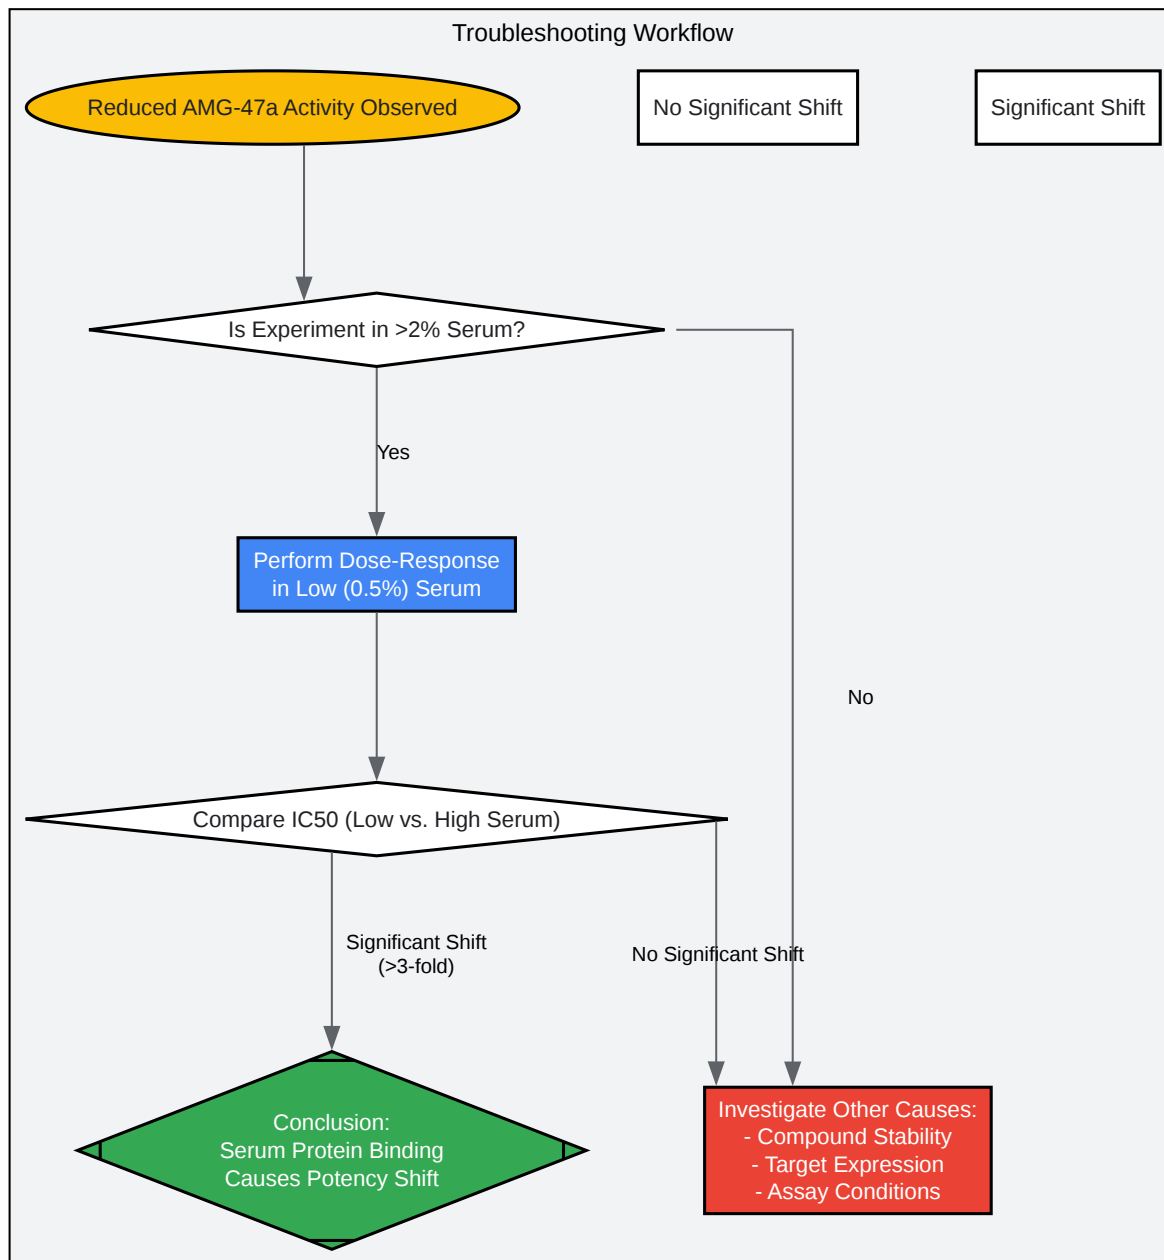 Troubleshooting Workflow
Reduced AMG-47a Activity Observed
No Significant Shift
Significant Shift
Is Experiment in >2% Serum?
Yes
Perform Dose-Response
in Low (0.5%) Serum
No
Compare IC50 (Low vs. High Serum)
Significant Shift
(>3-fold)
No Significant Shift
Conclusion:
Serum Protein Binding
Causes Potency Shift
Investigate Other Causes:
- Compound Stability
- Target Expression
- Assay Conditions